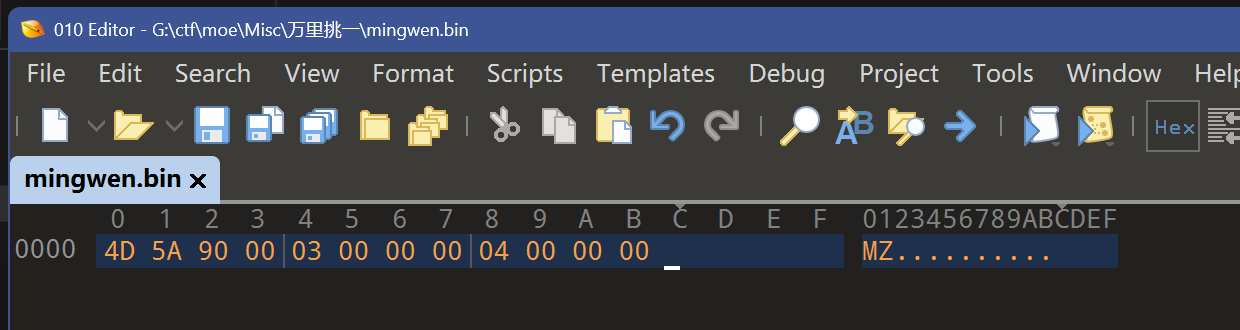 010 Editor - G:\ctf\moe\Misc\万里挑一\mingwen.bin
File Edit Search View Format Scripts Templates Debug Project Tools Window Help
A B Hex
mingwen.bin
0 1 2 3 4 5 6 7 8 9 A B C D E F 0123456789ABCDEF
0000 4D 5A 90 00 03 00 00 00 04 00 00 00 MZ..........